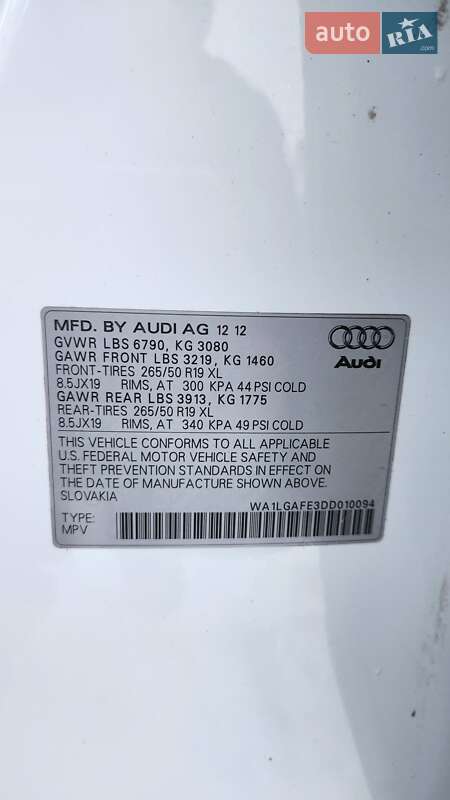 auto RIA .com
MFD. BY AUDI AG 12 12
GVWR LBS 6790, KG 3080
GAWR FRONT LBS 3219, KG 1460
FRONT-TIRES 265/50 R19 XL
8.5JX19 RIMS, AT 300 KPA 44 PSI COLD
GAWR REAR LBS 3913, KG 1775
REAR-TIRES 265/50 R19 XL
8.5JX19 RIMS, AT 340 KPA 49 PSI COLD
Audi
THIS VEHICLE CONFORMS TO ALL APPLICABLE
U.S. FEDERAL MOTOR VEHICLE SAFETY AND
THEFT PREVENTION STANDARDS IN EFFECT ON
THE DATE OF MANUFACTURE SHOWN ABOVE.
SLOVAKIA
WA1LGAFE3DD010094
TYPE:
MPV